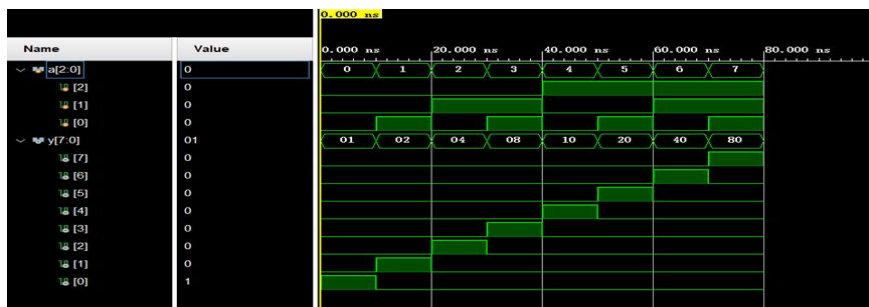 0.000 ns
Name Value 0.000 ns 20.000 ns 40.000 ns 60.000 ns 80.000 ns
a[2:0] 0 0 1 2 3 4 5 6 7
[2] 0
[1] 0
[0] 0
y[7:0] 01 01 02 04 08 10 20 40 80
[7] 0
[6] 0
[5] 0
[4] 0
[3] 0
[2] 0
[1] 0
[0] 1